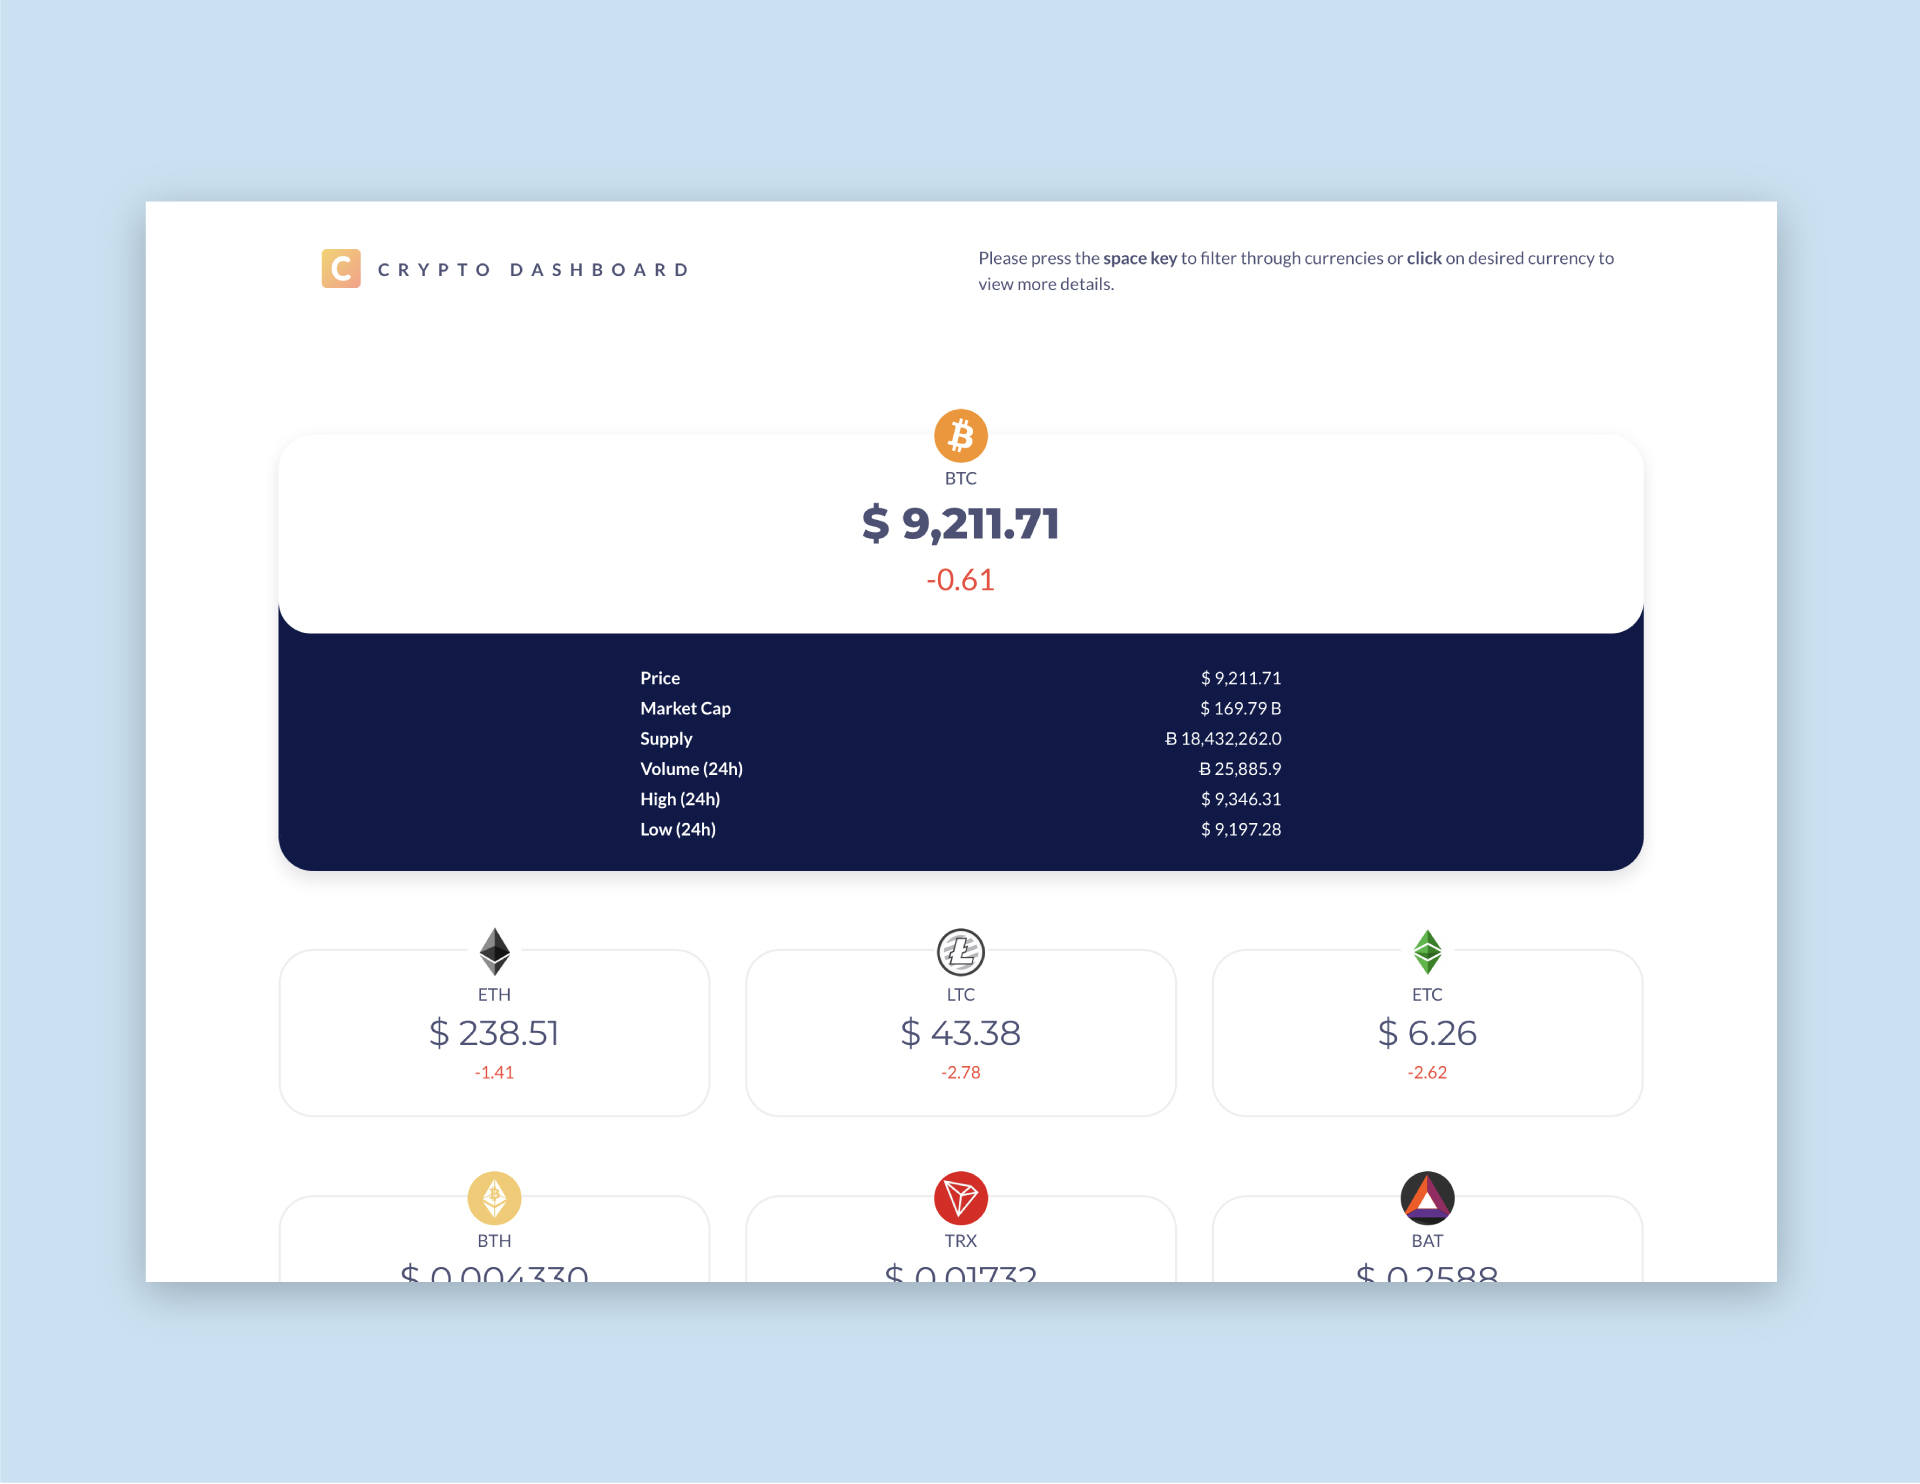 C CRYPTO DASHBOARD
Please press the space key to filter through currencies or click on desired currency to
view more details.
BTC
$ 9,211.71
-0.61
Price $ 9,211.71
Market Cap $ 169.79 B
Supply Ƀ 18,432,262.0
Volume (24h) Ƀ 25,885.9
High (24h) $ 9,346.31
Low (24h) $ 9,197.28
ETH
$ 238.51
-1.41
LTC
$ 43.38
-2.78
ETC
$ 6.26
-2.62
BTH
$ 0.004330
TRX
$ 0.01732
BAT
$ 0.2588